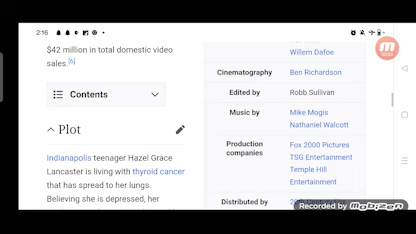 2:16
$42 million in total domestic video
sales.[6]
Contents
Plot
Indianapolis teenager Hazel Grace
Lancaster is living with thyroid cancer
that has spread to her lungs.
Believing she is depressed, her
Willem Dafoe
Cinematography Ben Richardson
Edited by Robb Sullivan
Music by Mike Mogis
Nathaniel Walcott
Production Fox 2000 Pictures
companies TSG Entertainment
Temple Hill
Entertainment
Distributed by
Recorded by
Mobizen